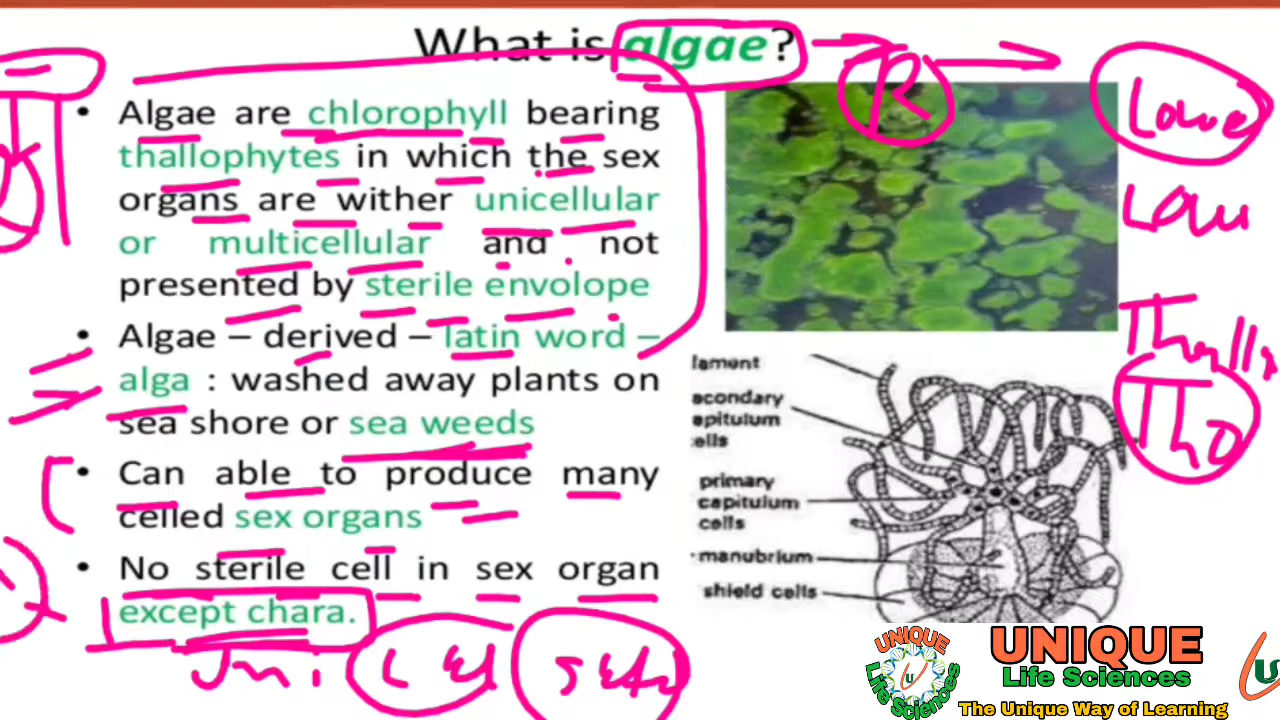 What is algae?
• Algae are chlorophyll bearing
thallophytes in which the sex
organs are wither unicellular
or multicellular and not
presented by sterile envolope
• Algae – derived – latin word –
alga : washed away plants on
sea shore or sea weeds
• Can able to produce many
celled sex organs
• No sterile cell in sex organ
except chara.
R
lament
econdary
apitulum
ells
primary
capitulum
cells
manubrium
shield cells
UNIQUE
Life Sciences
UNIQUE
Life Sciences
The Unique Way of Learning